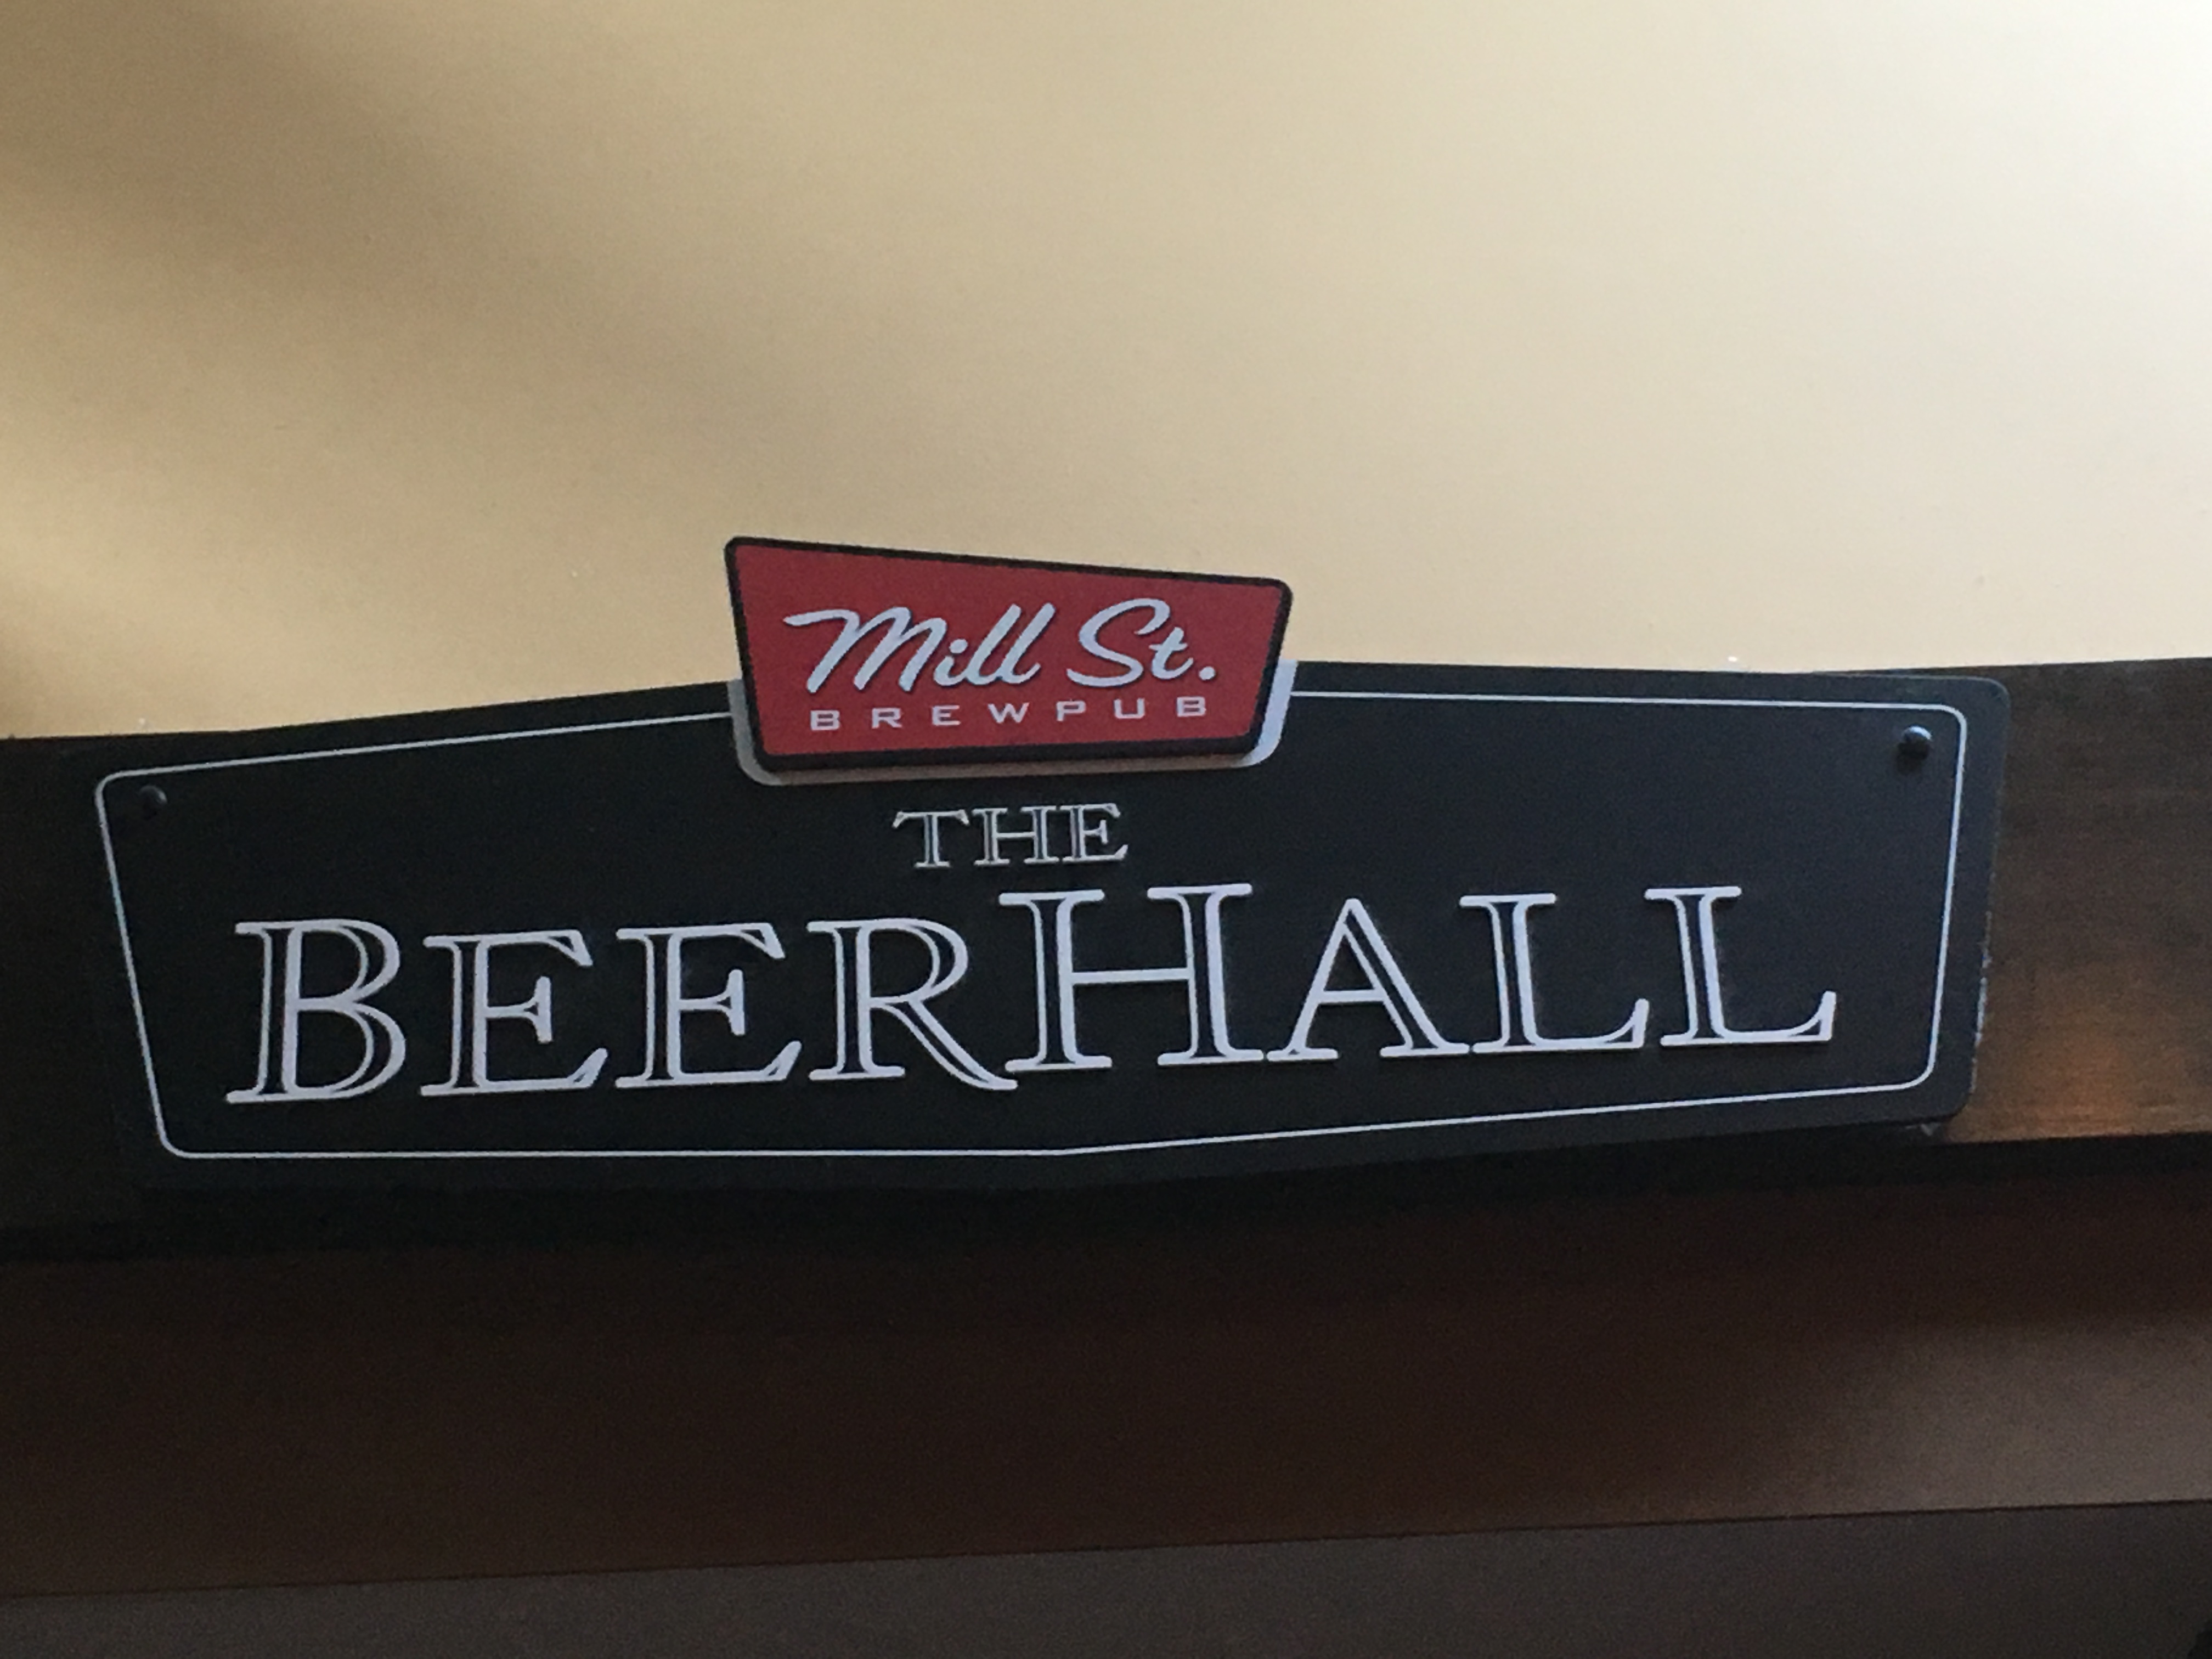 Mill St.
BREWPUB
THE
BEERHALL